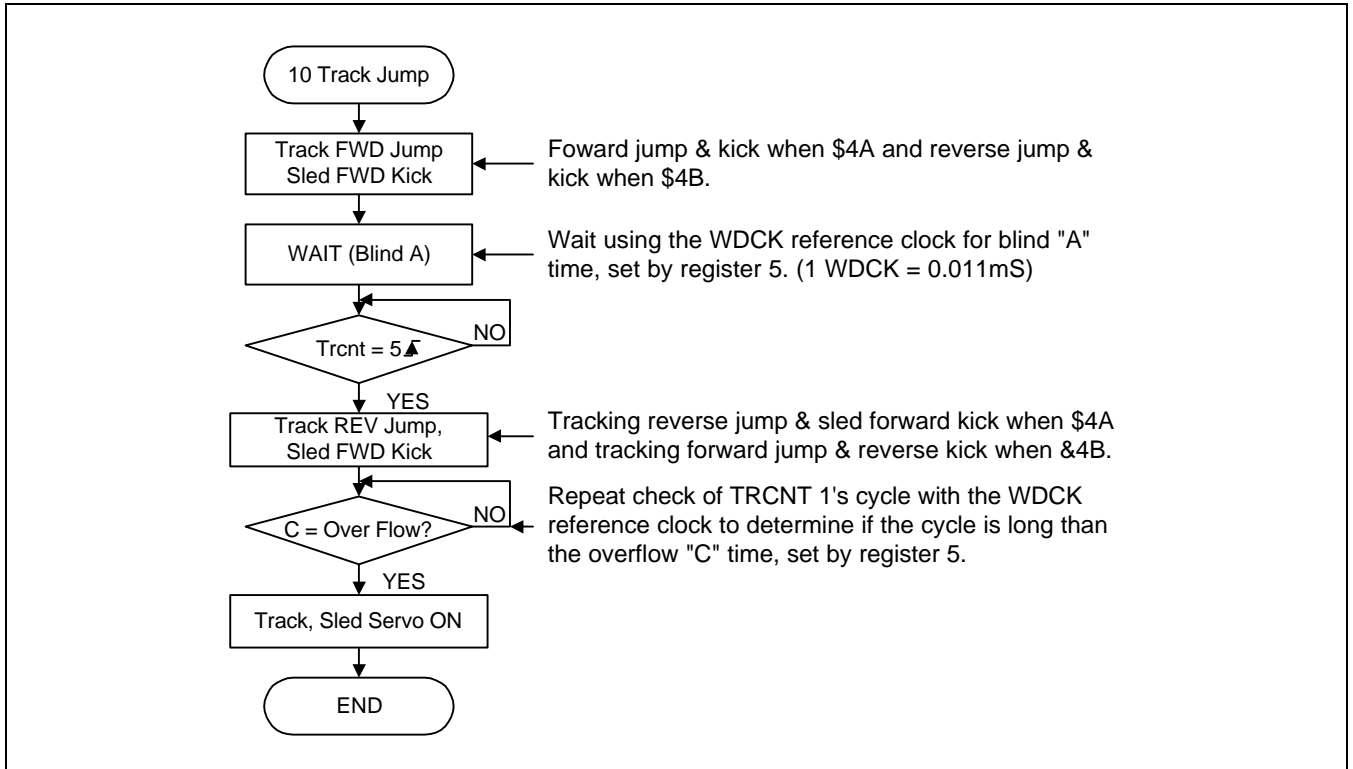 10 Track Jump
Track FWD Jump
Sled FWD Kick
Foward jump & kick when $4A and reverse jump &
kick when $4B.
WAIT (Blind A)
Wait using the WDCK reference clock for blind "A"
time, set by register 5. (1 WDCK = 0.011mS)
Trcnt = 5
NO
YES
Track REV Jump,
Sled FWD Kick
Tracking reverse jump & sled forward kick when $4A
and tracking forward jump & reverse kick when &4B.
C = Over Flow?
NO
Repeat check of TRCNT 1's cycle with the WDCK
reference clock to determine if the cycle is long than
the overflow "C" time, set by register 5.
YES
Track, Sled Servo ON
END